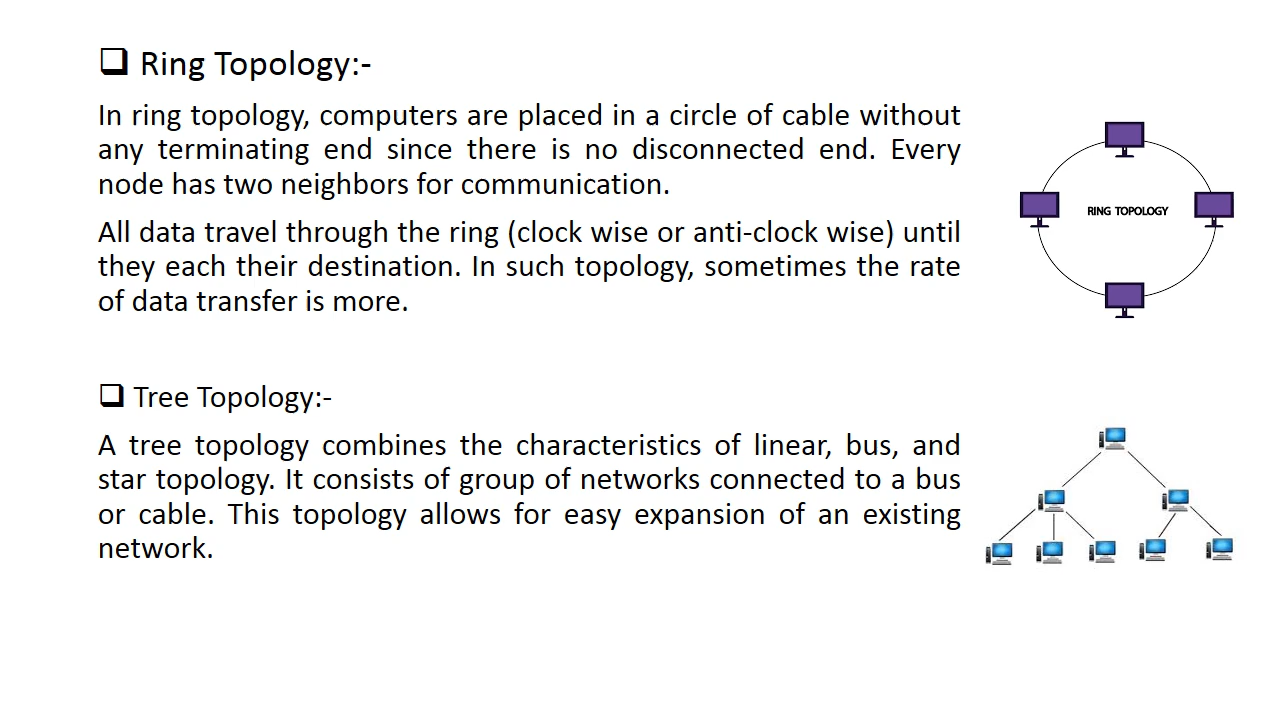 ❑ Ring Topology:-
In ring topology, computers are placed in a circle of cable without
any terminating end since there is no disconnected end. Every
node has two neighbors for communication.
All data travel through the ring (clock wise or anti-clock wise) until
they each their destination. In such topology, sometimes the rate
of data transfer is more.
RING TOPOLOGY
❑ Tree Topology:-
A tree topology combines the characteristics of linear, bus, and
star topology. It consists of group of networks connected to a bus
or cable. This topology allows for easy expansion of an existing
network.